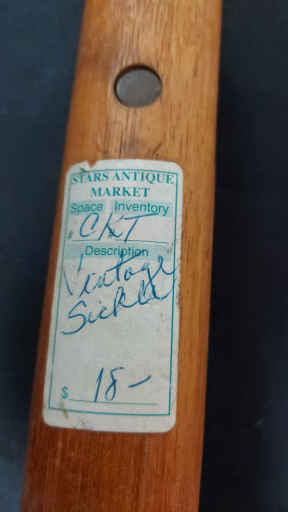 STARS ANTIQUE
MARKET
Space Inventory
# CKT
Description
Vintage
Sickle
$ 18-